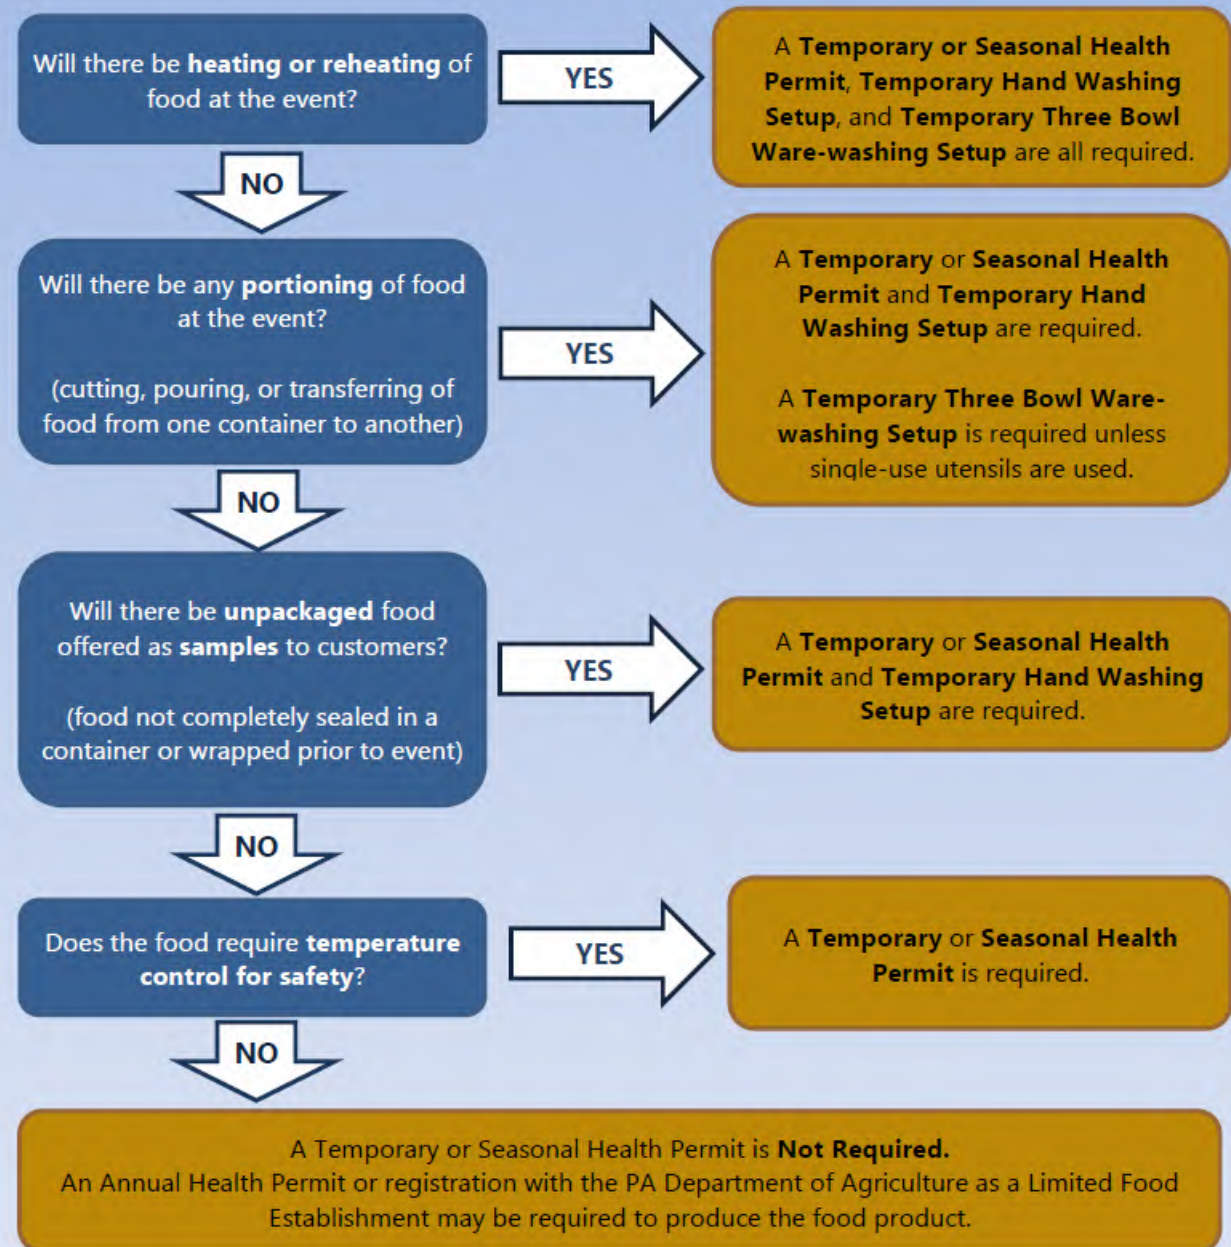 Will there be heating or reheating of
food at the event?
YES
A Temporary or Seasonal Health
Permit, Temporary Hand Washing
Setup, and Temporary Three Bowl
Ware-washing Setup are all required.
NO
Will there be any portioning of food
at the event?
(cutting, pouring, or transferring of
food from one container to another)
YES
A Temporary or Seasonal Health
Permit and Temporary Hand
Washing Setup are required.
A Temporary Three Bowl Ware-
washing Setup is required unless
single-use utensils are used.
NO
Will there be unpackaged food
offered as samples to customers?
(food not completely sealed in a
container or wrapped prior to event)
YES
A Temporary or Seasonal Health
Permit and Temporary Hand Washing
Setup are required.
NO
Does the food require temperature
control for safety?
YES
A Temporary or Seasonal Health
Permit is required.
NO
A Temporary or Seasonal Health Permit is Not Required.
An Annual Health Permit or registration with the PA Department of Agriculture as a Limited Food
Establishment may be required to produce the food product.